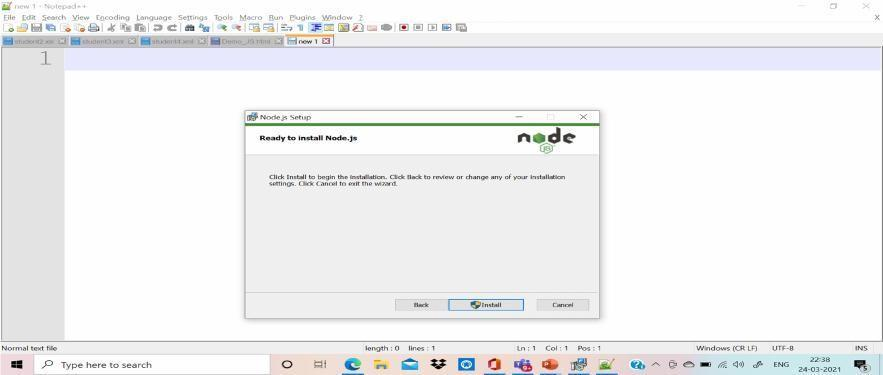 new 1 - Notepad++
File Edit Search View Encoding Language Settings Tools Macro Run Plugins Window ?
student2.xsl student3.xml student4.xml Demo_JS.html new 1
1
Node.js Setup
Ready to install Node.js
node
JS
Click Install to begin the installation. Click Back to review or change any of your installation
settings. Click Cancel to exit the wizard.
Back Install Cancel
Normal text file length : 0 lines : 1 Ln : 1 Col : 1 Pos : 1 Windows (CR LF) UTF-8 INS
Type here to search
ENG
22:38
24-03-2021
5